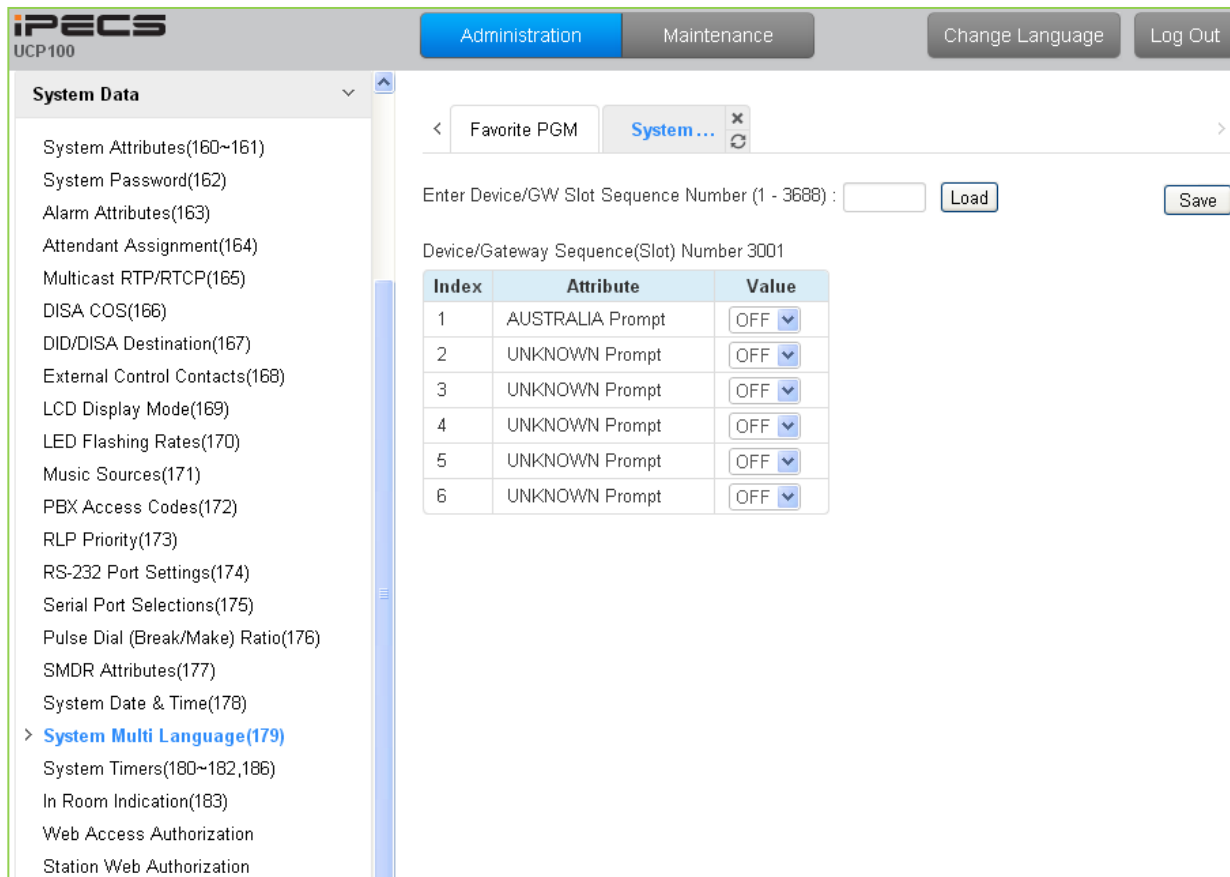 iPECS
UCP100
Administration
Maintenance
Change Language
Log Out
System Data
System Attributes(160~161)
System Password(162)
Alarm Attributes(163)
Attendant Assignment(164)
Multicast RTP/RTCP(165)
DISA COS(166)
DID/DISA Destination(167)
External Control Contacts(168)
LCD Display Mode(169)
LED Flashing Rates(170)
Music Sources(171)
PBX Access Codes(172)
RLP Priority(173)
RS-232 Port Settings(174)
Serial Port Selections(175)
Pulse Dial (Break/Make) Ratio(176)
SMDR Attributes(177)
System Date & Time(178)
> System Multi Language(179)
System Timers(180~182,186)
In Room Indication(183)
Web Access Authorization
Station Web Authorization
< Favorite PGM System ... >
Enter Device/GW Slot Sequence Number (1 - 3688) : Load Save
Device/Gateway Sequence(Slot) Number 3001
Index Attribute Value
1 AUSTRALIA Prompt OFF
2 UNKNOWN Prompt OFF
3 UNKNOWN Prompt OFF
4 UNKNOWN Prompt OFF
5 UNKNOWN Prompt OFF
6 UNKNOWN Prompt OFF